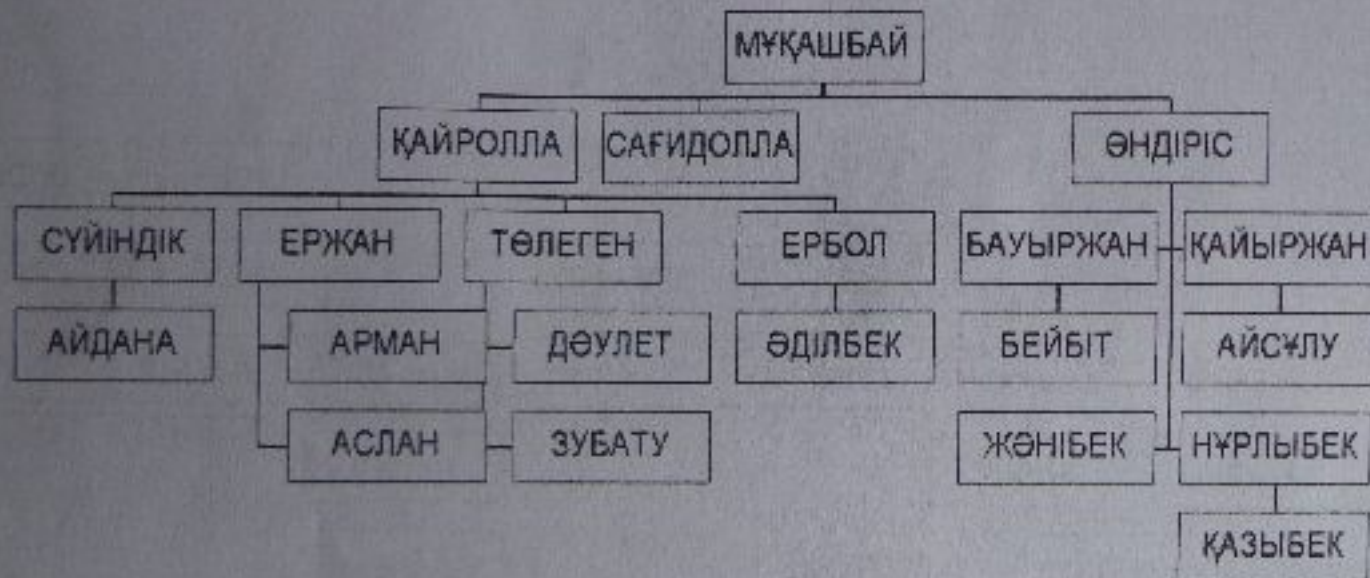 МҰҚАШБАЙ
ҚАЙРОЛЛА САҒИДОЛЛА ӨНДІРІС
СҮЙІНДІК ЕРЖАН ТӨЛЕГЕН ЕРБОЛ БАУЫРЖАН ҚАЙЫРЖАН
АЙДАНА АРМАН ДӘУЛЕТ ӘДІЛБЕК БЕЙБІТ АЙСҰЛУ
АСЛАН ЗУБАТУ ЖӘНІБЕК НҰРЛЫБЕК
ҚАЗЫБЕК